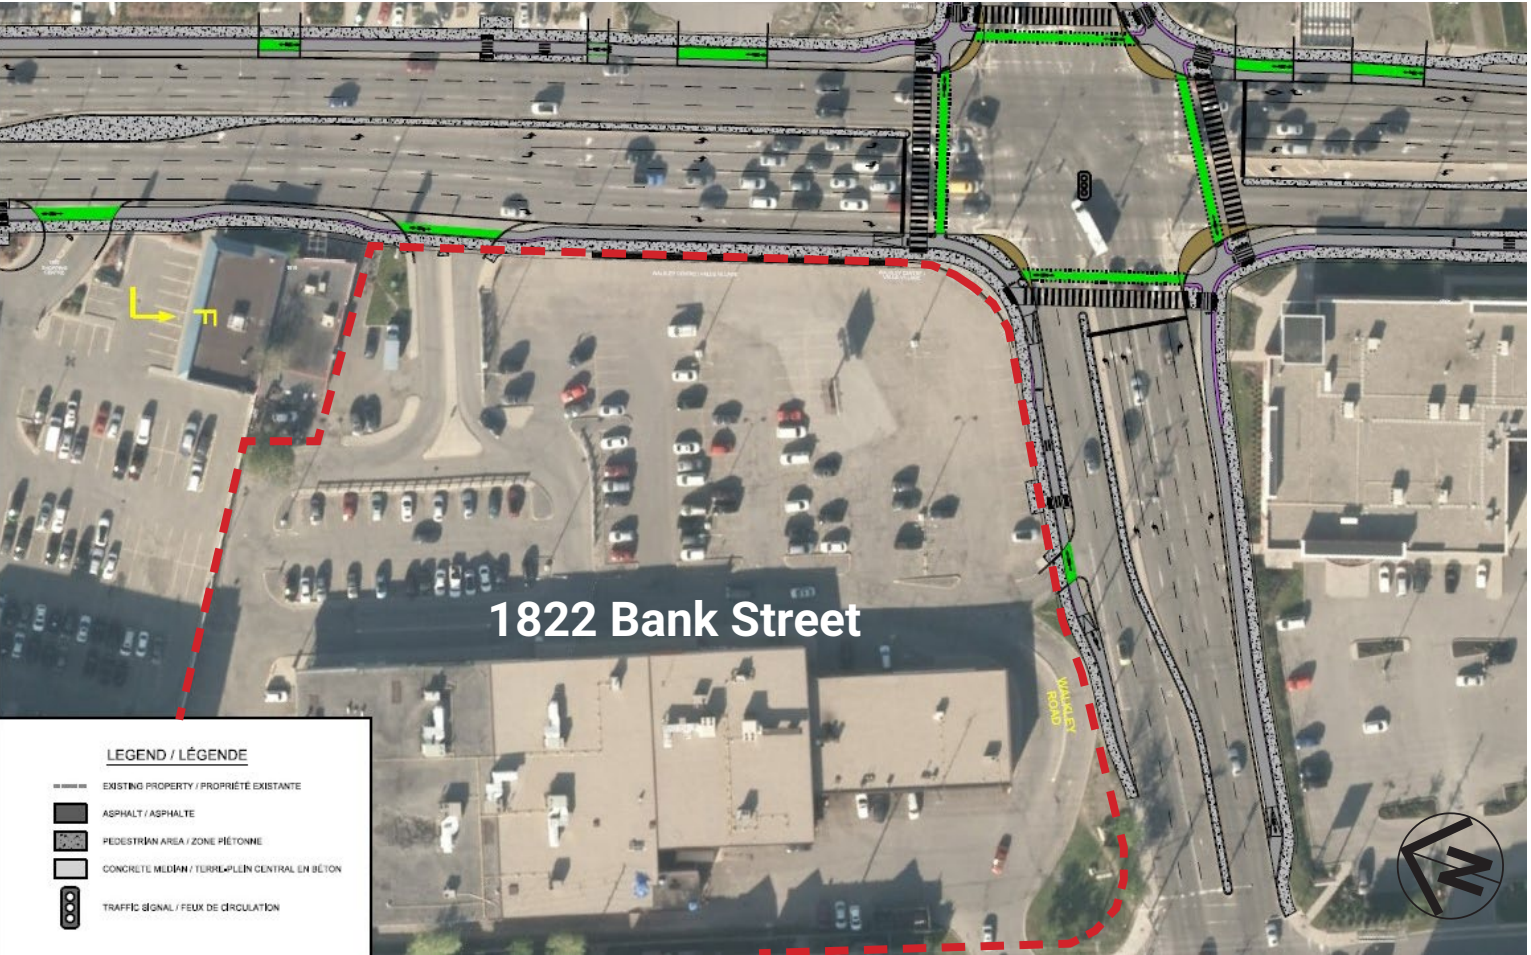 F
1822 Bank Street
WALKLEY
ROAD
LEGEND / LÉGENDE
EXISTING PROPERTY / PROPRIÉTÉ EXISTANTE
ASPHALT / ASPHALTE
PEDESTRIAN AREA / ZONE PIÉTONNE
CONCRETE MEDIAN / TERRE-PLEIN CENTRAL EN BÉTON
TRAFFIC SIGNAL / FEUX DE CIRCULATION
N